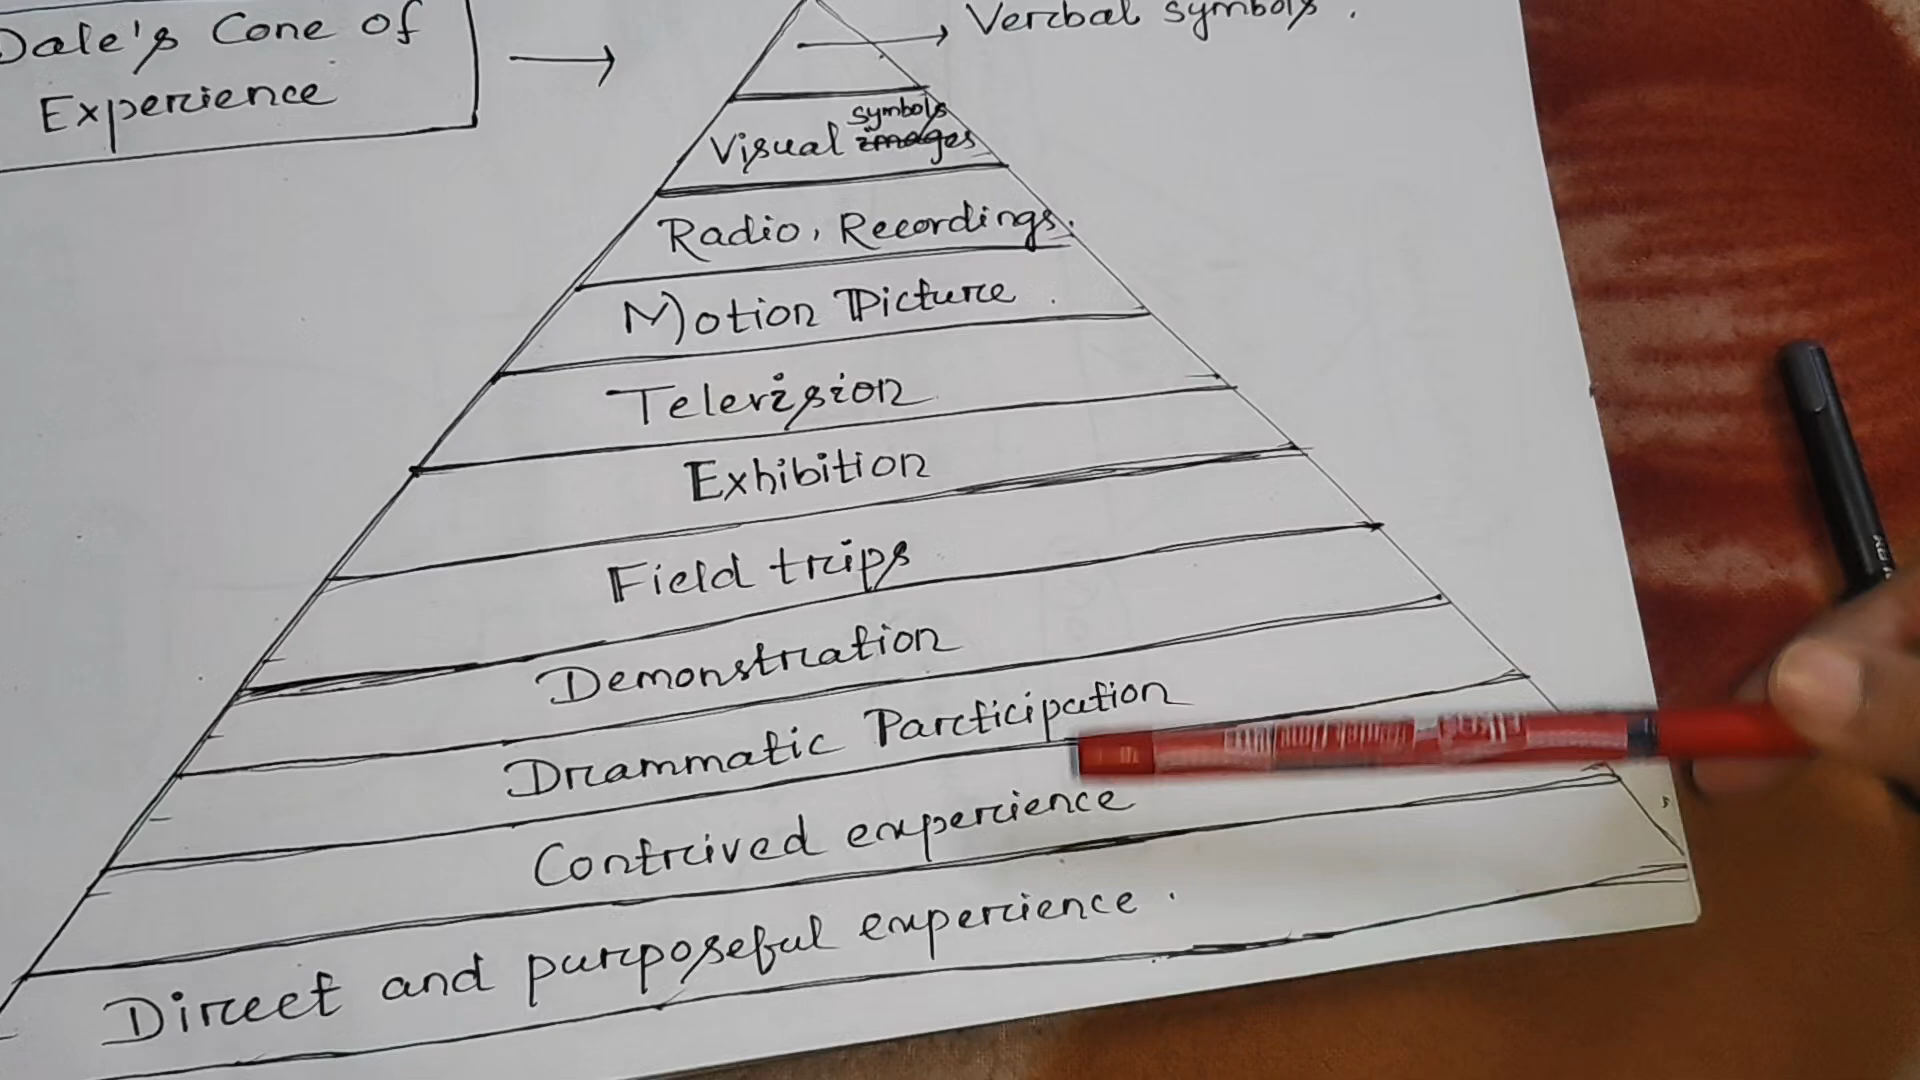 Dale's Cone of
Experience
Verbal symbols.
symbols
Visual images
Radio, Recordings.
Motion Picture.
Television
Exhibition
Field trips
Demonstration
Drammatic Participation
Contrived experience
Direct and purposeful experience.